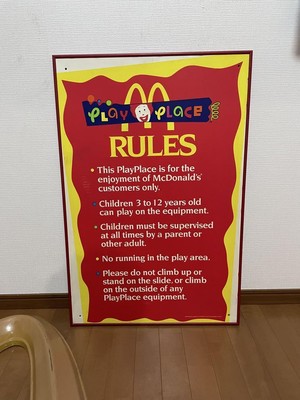 PLAY PLACE
RULES
• This PlayPlace is for the
enjoyment of McDonald's
customers only.
• Children 3 to 12 years old
can play on the equipment.
• Children must be supervised
at all times by a parent or
other adult.
• No running in the play area.
• Please do not climb up or
stand on the slide, or climb
on the outside of any
PlayPlace equipment.